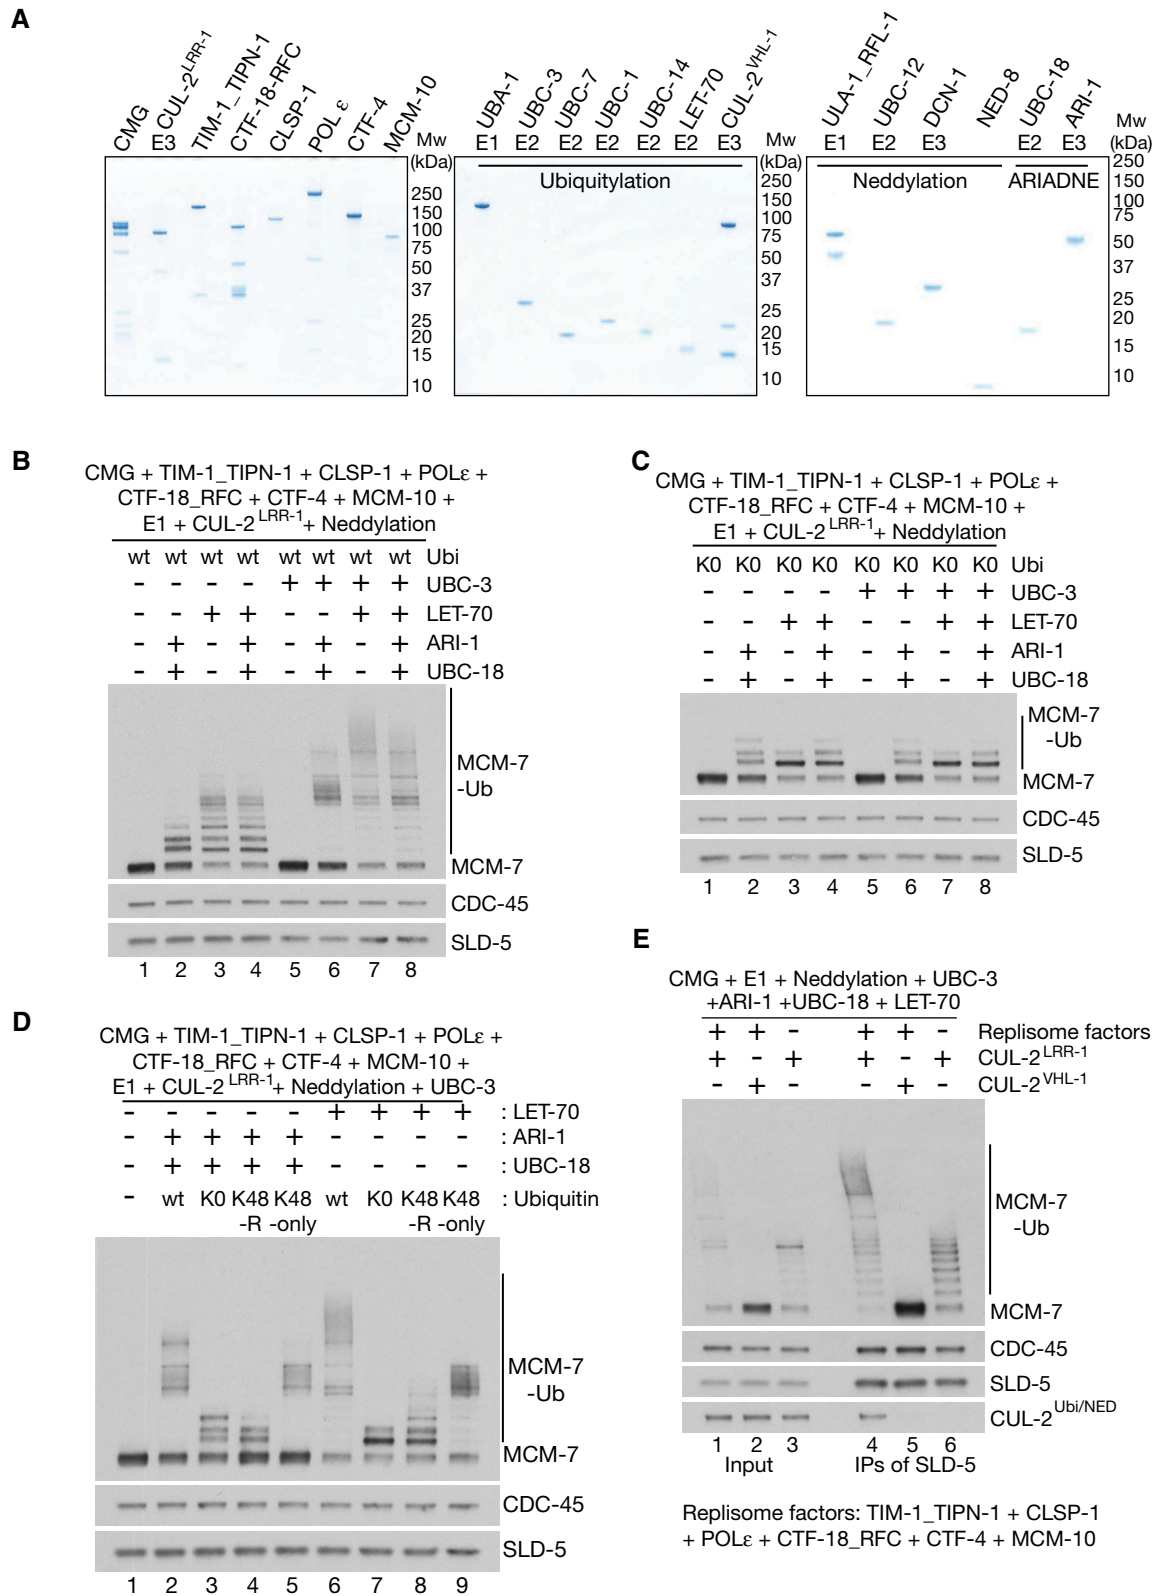 A
CMG
CUL-2 LRR-1
E3
TIM-1_TIPN-1
CTF-18-RFC
CLSP-1
POL ε
CTF-4
MCM-10
Mw
(kDa)
250
150
100
75
50
37
25
20
15
10
UBA-1
E1
UBC-3
E2
UBC-7
E2
UBC-1
E2
UBC-14
E2
LET-70
E2
CUL-2 VHL-1
E3
Ubiquitylation
Mw
(kDa)
250
150
100
75
50
37
25
20
15
10
ULA-1_RFL-1
E1
UBC-12
E2
DCN-1
E3
NED-8
UBC-18
E2
ARI-1
E3
Neddylation
ARIADNE
Mw
(kDa)
250
150
100
75
50
37
25
20
15
10
B
CMG + TIM-1_TIPN-1 + CLSP-1 + POLε +
CTF-18_RFC + CTF-4 + MCM-10 +
E1 + CUL-2 LRR-1 + Neddylation
wt wt wt wt wt wt wt wt Ubi
- - - - + + + + UBC-3
- - + + - - + + LET-70
- + - + - + - + ARI-1
- + - + - + - + UBC-18
MCM-7
-Ub
MCM-7
CDC-45
SLD-5
1 2 3 4 5 6 7 8
C
CMG + TIM-1_TIPN-1 + CLSP-1 + POLε +
CTF-18_RFC + CTF-4 + MCM-10 +
E1 + CUL-2 LRR-1 + Neddylation
K0 K0 K0 K0 K0 K0 K0 K0 Ubi
- - - - + + + + UBC-3
- - + + - - + + LET-70
- + - + - + - + ARI-1
- + - + - + - + UBC-18
MCM-7
-Ub
MCM-7
CDC-45
SLD-5
1 2 3 4 5 6 7 8
D
CMG + TIM-1_TIPN-1 + CLSP-1 + POLε +
CTF-18_RFC + CTF-4 + MCM-10 +
E1 + CUL-2 LRR-1 + Neddylation + UBC-3
- - - - - + + + + : LET-70
- + + + + - - - - : ARI-1
- + + + + - - - - : UBC-18
- wt K0 K48 K48 wt K0 K48 K48 : Ubiquitin
-R -only -R -only
MCM-7
-Ub
MCM-7
CDC-45
SLD-5
1 2 3 4 5 6 7 8 9
E
CMG + E1 + Neddylation + UBC-3
+ARI-1 +UBC-18 + LET-70
+ + - + + - Replisome factors
+ - + + - + CUL-2 LRR-1
- + - - + - CUL-2 VHL-1
MCM-7
-Ub
MCM-7
CDC-45
SLD-5
CUL-2 Ubi/NED
1 2 3 4 5 6
Input IPs of SLD-5
Replisome factors: TIM-1_TIPN-1 + CLSP-1
+ POLε + CTF-18_RFC + CTF-4 + MCM-10